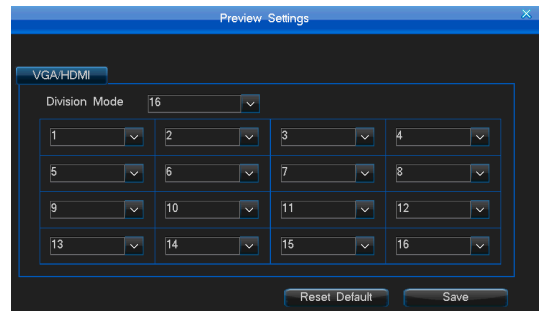 Preview Settings
VGA/HDMI
Division Mode 16
1 2 3 4
5 6 7 8
9 10 11 12
13 14 15 16
Reset Default Save